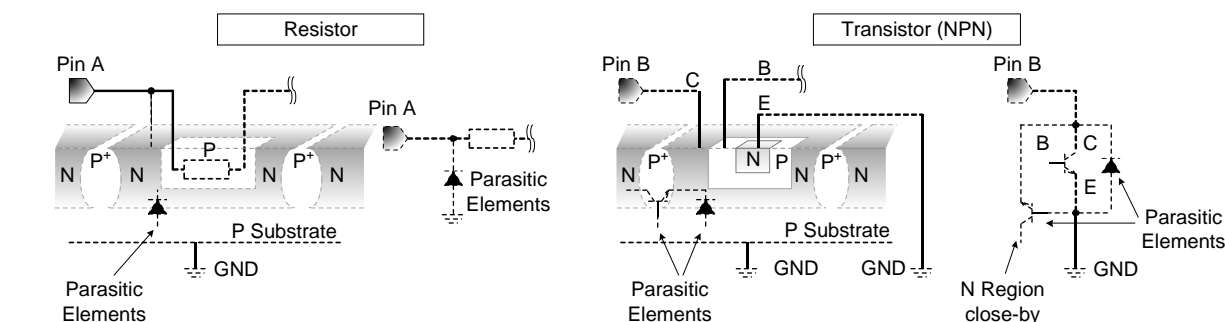 Resistor
Pin A
P
N
P+
N
N
P+
N
P Substrate
GND
Parasitic
Elements
Pin A
Parasitic
Elements
Transistor (NPN)
Pin B
C
B
E
N
P+
N
N
P
N
P+
N
P Substrate
GND
GND
Parasitic
Elements
Pin B
B
C
E
Parasitic
Elements
GND
N Region
close-by